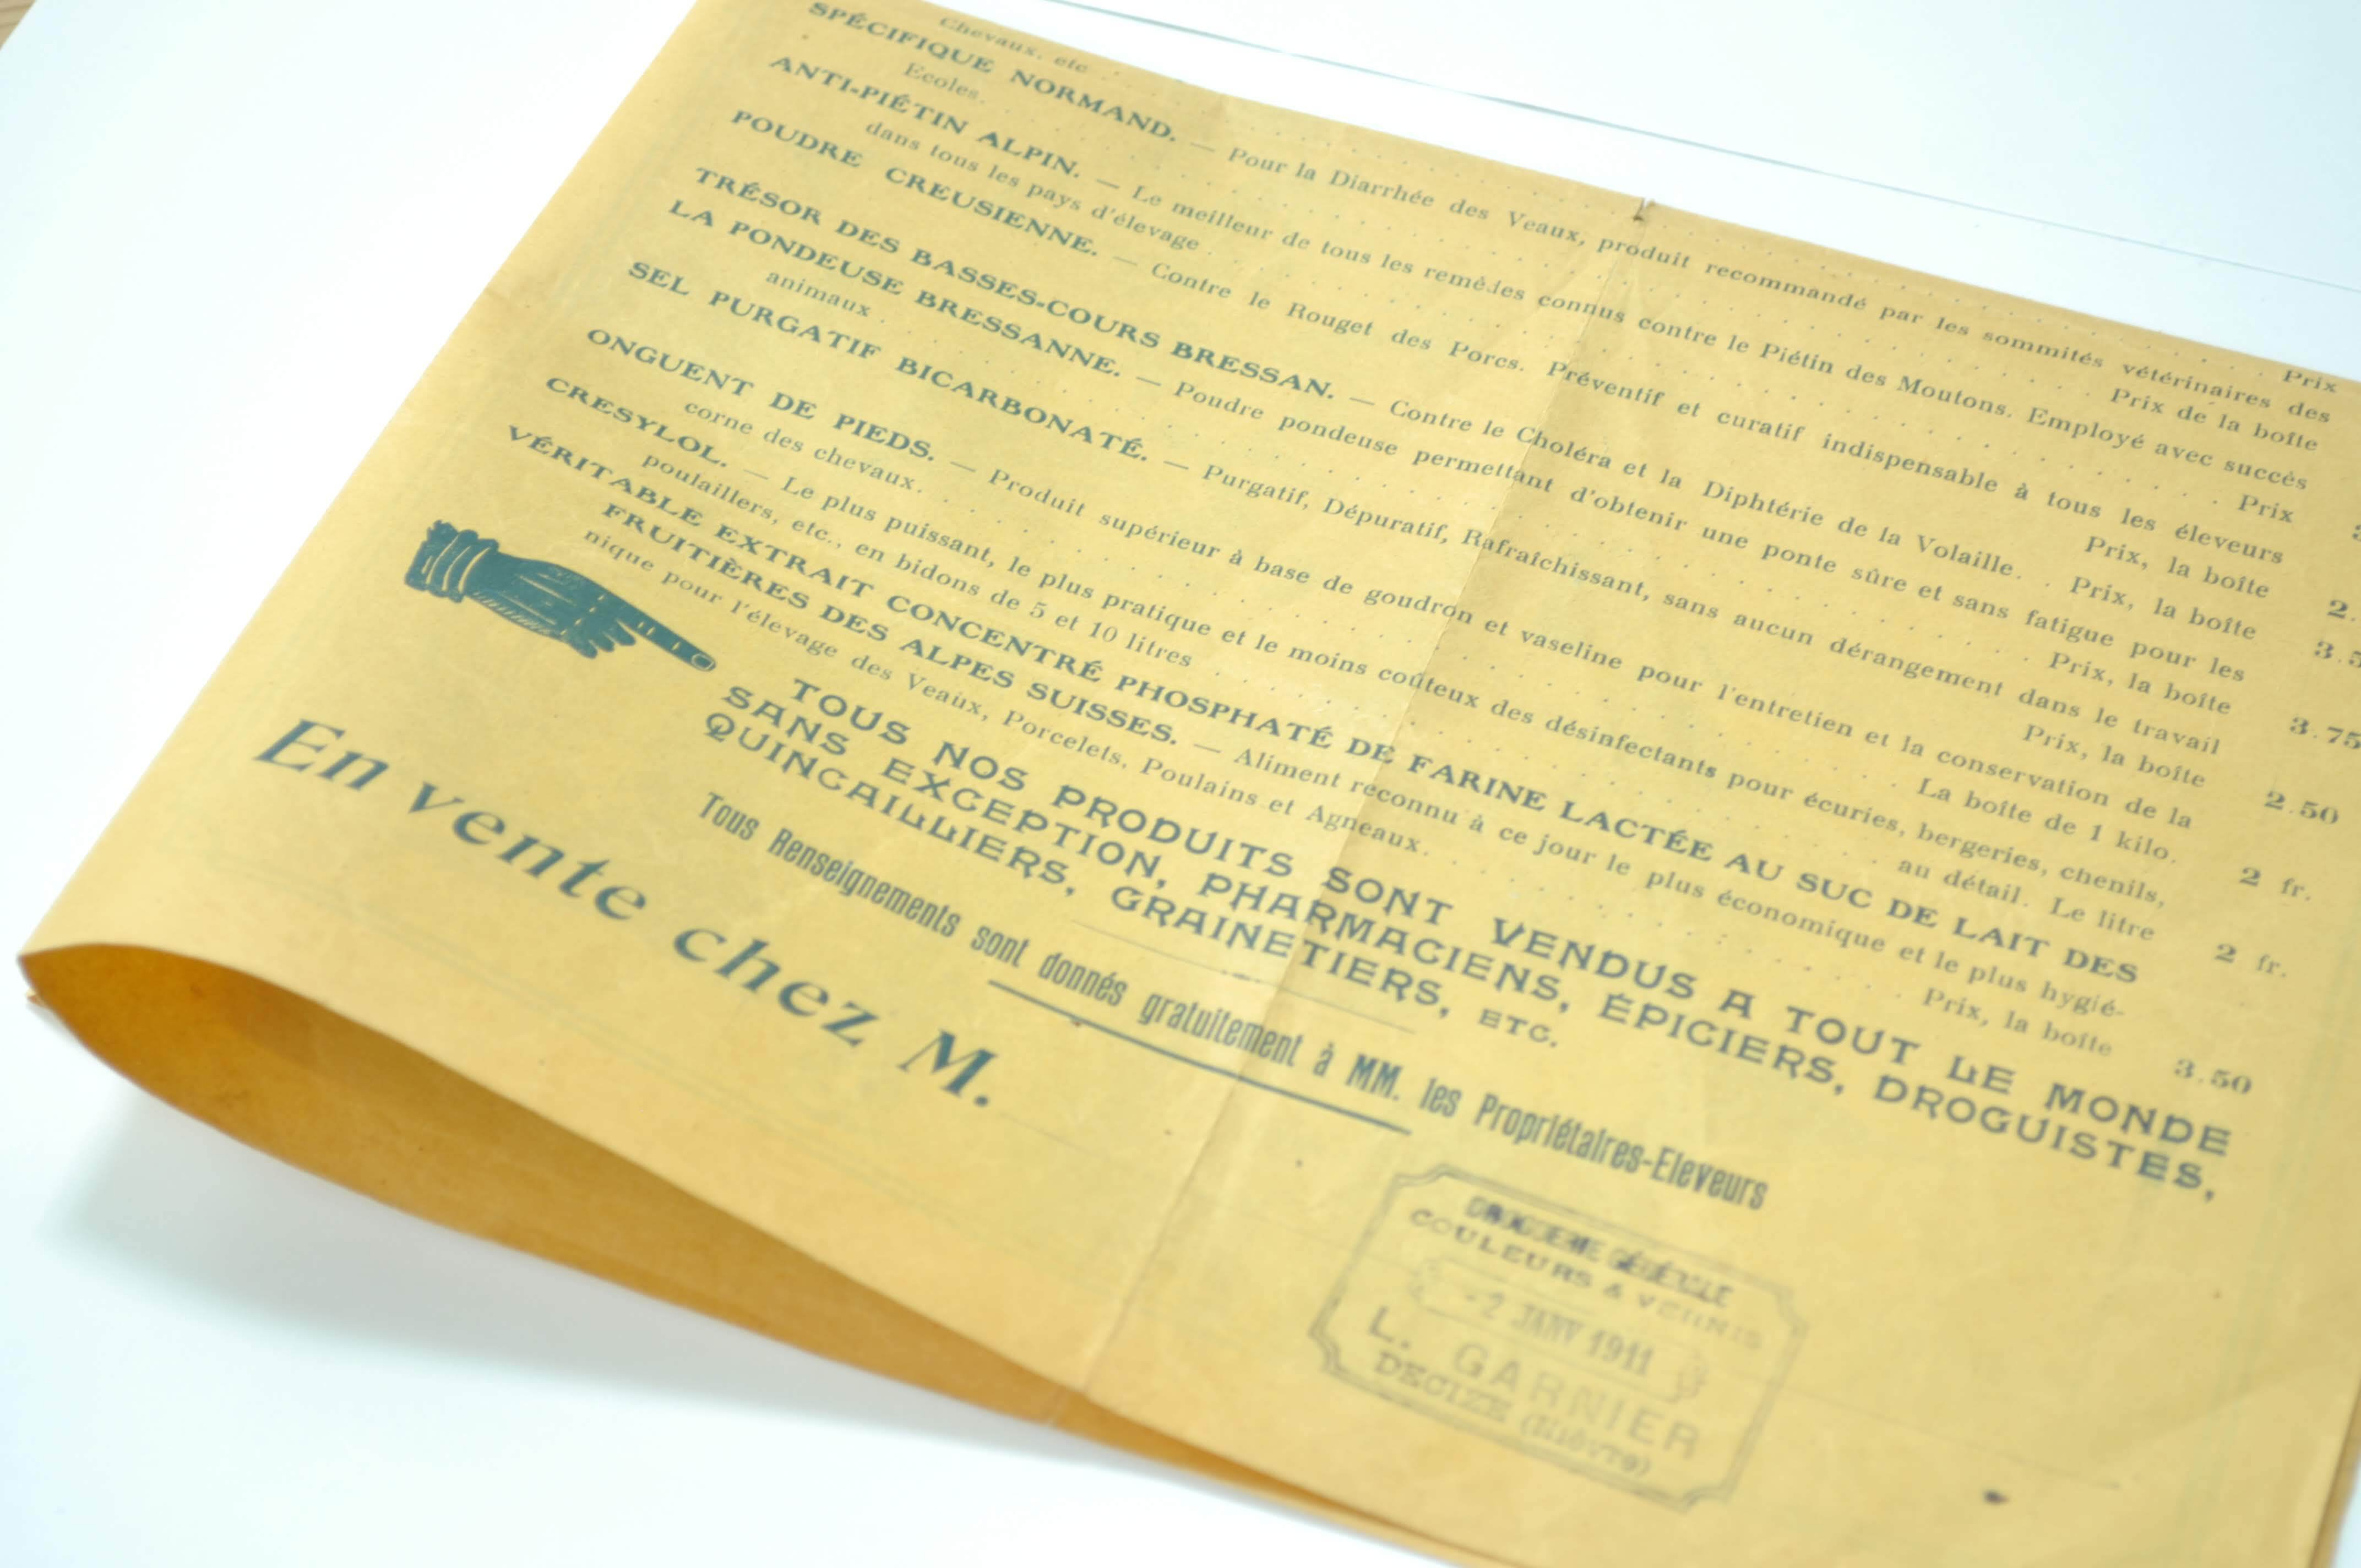 Chevaux, etc . Prix
SPÉCIFIQUE NORMAND. — Pour la Diarrhée des Veaux, produit recommandé par les sommités vétérinaires des
Ecoles. Prix de la boîte
ANTI-PIÉTIN ALPIN. — Le meilleur de tous les remèdes connus contre le Piétin des Moutons. Employé avec succès
dans tous les pays d'élevage . Prix
POUDRE CREUSIENNE. — Contre le Rouget des Porcs. Préventif et curatif indispensable à tous les éleveurs
Prix, la boîte 2.
TRÉSOR DES BASSES-COURS BRESSAN. — Contre le Choléra et la Diphtérie de la Volaille. . Prix, la boîte 3.5
LA PONDEUSE BRESSANNE. — Poudre pondeuse permettant d'obtenir une ponte sûre et sans fatigue pour les
animaux . Prix, la boîte 3.75
SEL PURGATIF BICARBONATÉ. — Purgatif, Dépuratif, Rafraîchissant, sans aucun dérangement dans le travail
Prix, la boîte 2.50
ONGUENT DE PIEDS. — Produit supérieur à base de goudron et vaseline pour l'entretien et la conservation de la
corne des chevaux. La boîte de 1 kilo. 2 fr.
CRESYLOL. — Le plus puissant, le plus pratique et le moins coûteux des désinfectants pour écuries, bergeries, chenils,
poulaillers, etc., en bidons de 5 et 10 litres au détail. Le litre 2 fr.
VÉRITABLE EXTRAIT CONCENTRÉ PHOSPHATÉ DE FARINE LACTÉE AU SUC DE LAIT DES
FRUITIÈRES DES ALPES SUISSES. — Aliment reconnu à ce jour le plus économique et le plus hygié-
nique pour l'élevage des Veaux, Porcelets, Poulains et Agneaux. Prix, la boîte 3.50
TOUS NOS PRODUITS SONT VENDUS A TOUT LE MONDE
SANS EXCEPTION, PHARMACIENS, ÉPICIERS, DROGUISTES,
QUINCAILLIERS, GRAINETIERS, ETC.
Tous Renseignements sont donnés gratuitement à MM. les Propriétaires-Eleveurs
En vente chez M.
DROGUERIE GÉNÉRALE
COULEURS & VERNIS
-2 JANV 1911
L. GARNIER
DECIZE (Nièvre)